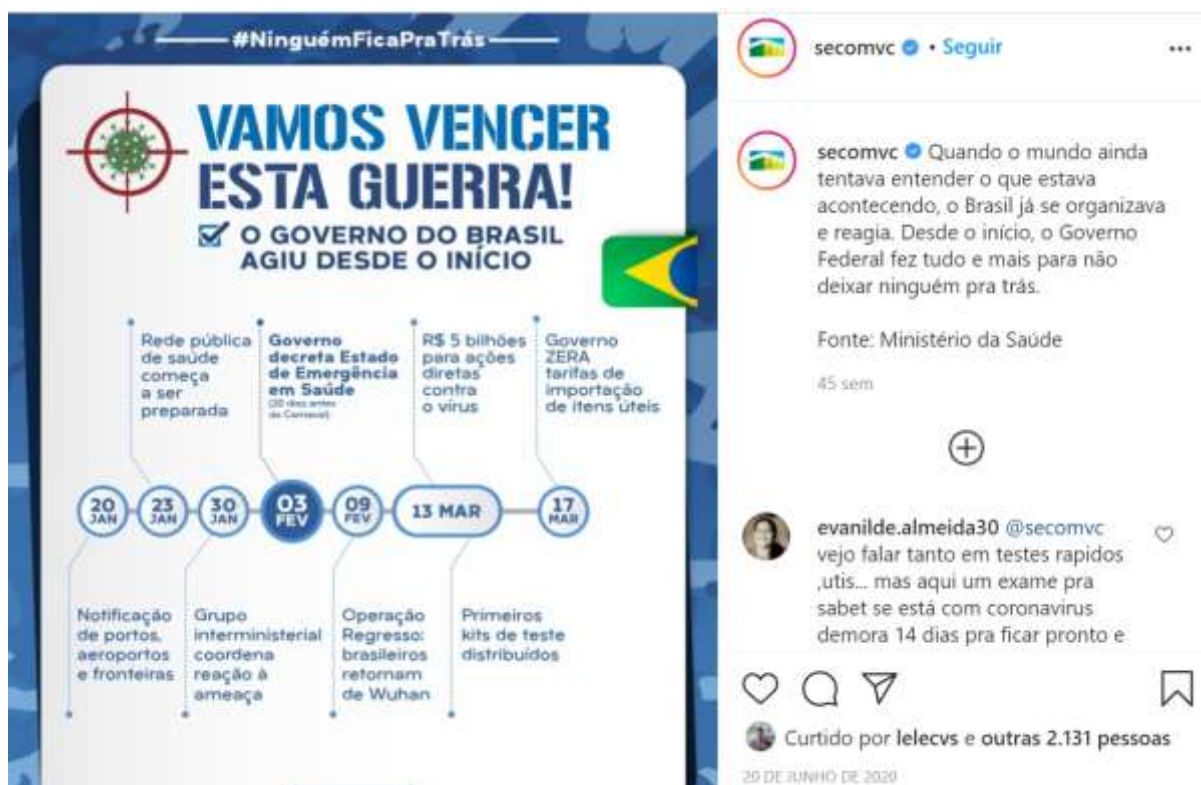 #NinguémFicaPraTrás
VAMOS VENCER
ESTA GUERRA!
O GOVERNO DO BRASIL
AGIU DESDE O INÍCIO
Rede pública
de saúde
começa
a ser
preparada
Governo
decreta Estado
de Emergência
em Saúde
(20 dias antes
do Carnaval)
R$ 5 bilhões
para ações
diretas
contra
o vírus
Governo
ZERA
tarifas de
importação
de itens úteis
20
JAN
23
JAN
30
JAN
03
FEV
09
FEV
13 MAR
17
MAR
Notificação
de portos,
aeroportos
e fronteiras
Grupo
interministerial
coordena
reação à
ameaça
Operação
Regresso:
brasileiros
retornam
de Wuhan
Primeiros
kits de teste
distribuídos
secomvc • Seguir
secomvc Quando o mundo ainda
tentava entender o que estava
acontecendo, o Brasil já se organizava
e reagia. Desde o início, o Governo
Federal fez tudo e mais para não
deixar ninguém pra trás.
Fonte: Ministério da Saúde
45 sem
evanilde.almeida30 @secomvc
vejo falar tanto em testes rapidos
,utis... mas aqui um exame pra
sabet se está com coronavirus
demora 14 dias pra ficar pronto e
Curtido por lelecvs e outras 2.131 pessoas
20 DE JUNHO DE 2020